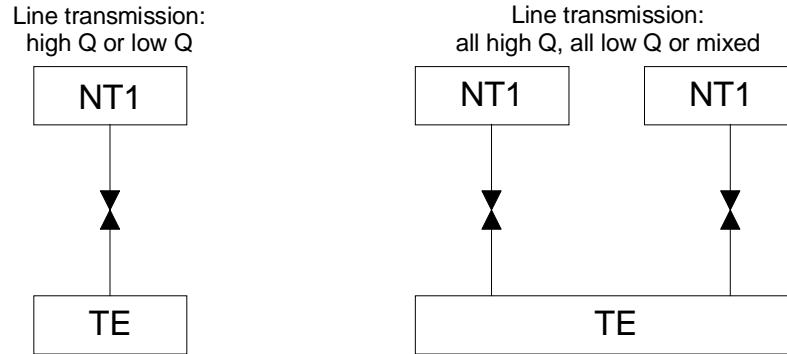 Line transmission:
high Q or low Q
NT1
TE
Line transmission:
all high Q, all low Q or mixed
NT1 NT1
TE